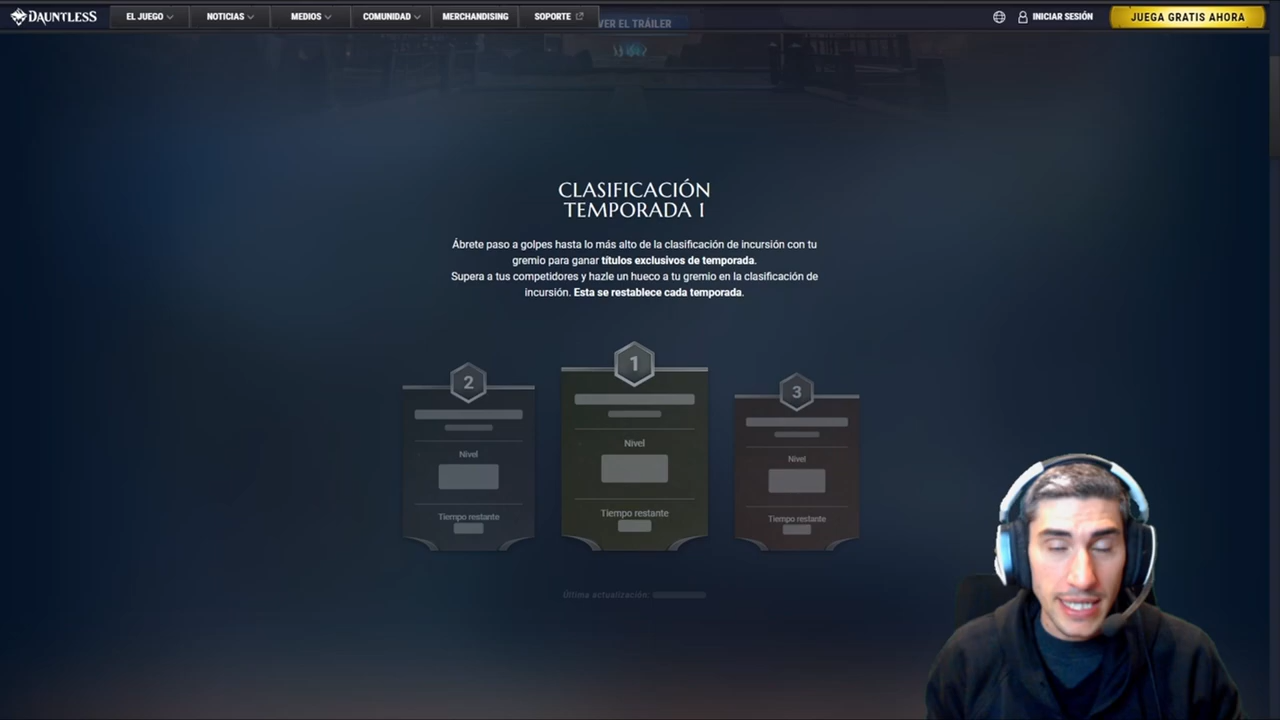 DAUNTLESS
EL JUEGO
NOTICIAS
MEDIOS
COMUNIDAD
MERCHANDISING
SOPORTE
VER EL TRÁILER
INICIAR SESIÓN
JUEGA GRATIS AHORA
CLASIFICACIÓN
TEMPORADA 1
Ábrete paso a golpes hasta lo más alto de la clasificación de incursión con tu
gremio para ganar títulos exclusivos de temporada.
Supera a tus competidores y hazle un hueco a tu gremio en la clasificación de
incursión. Esta se restablece cada temporada.
2
Nivel
Tiempo restante
1
Nivel
Tiempo restante
3
Nivel
Tiempo restante
Última actualización: